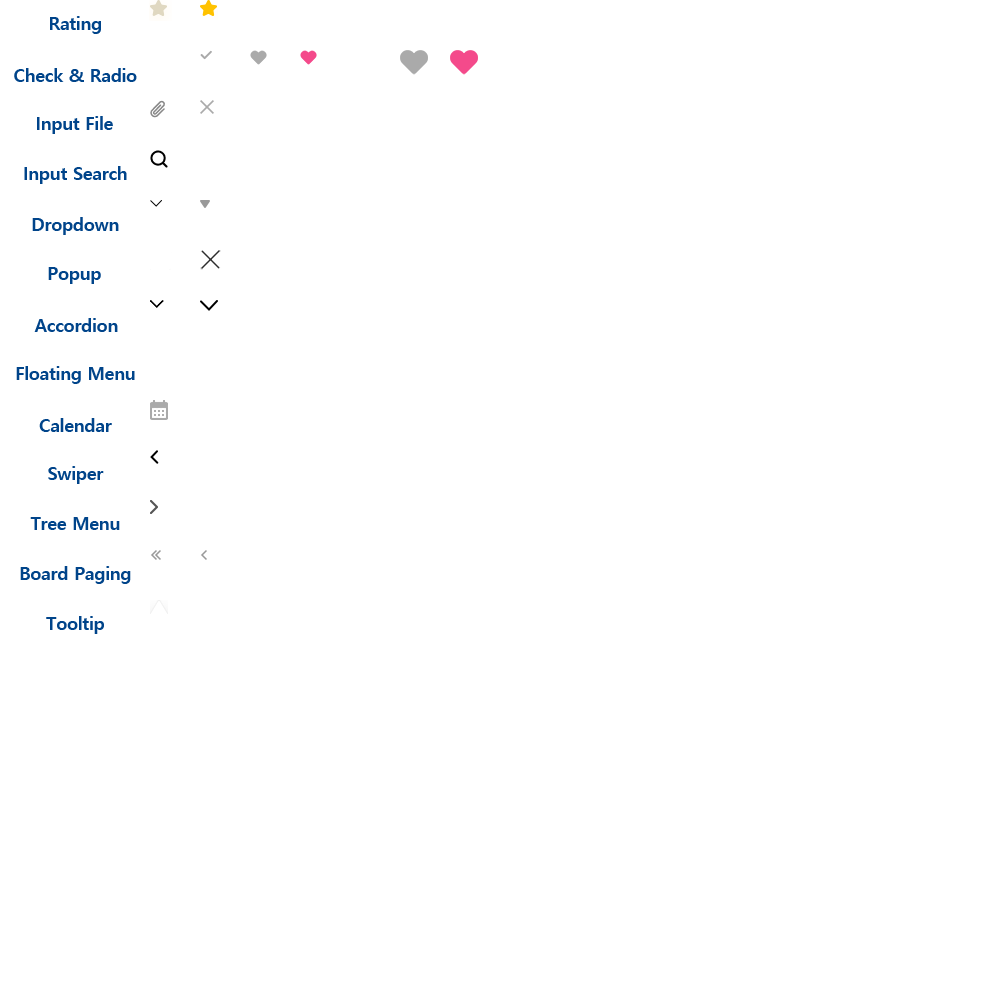 Rating
Check & Radio
Input File
Input Search
Dropdown
Popup
Accordion
Floating Menu
Calendar
Swiper
Tree Menu
Board Paging
Tooltip